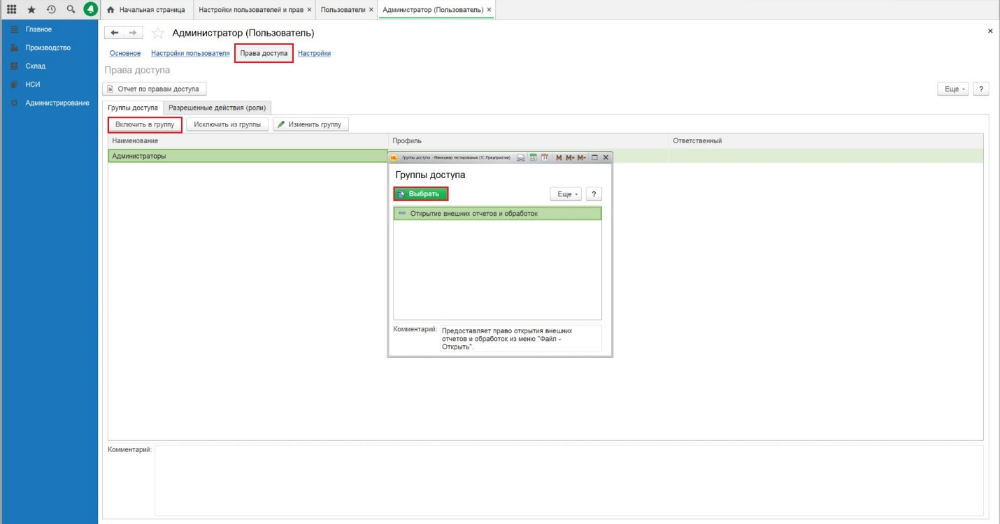 Начальная страница
Настройки пользователей и прав ×
Пользователи ×
Администратор (Пользователь) ×
Главное
Производство
Склад
НСИ
Администрирование
Администратор (Пользователь)
Основное Настройки пользователя Права доступа Настройки
Права доступа
Отчет по правам доступа
Еще - ?
Группы доступа Разрешенные действия (роли)
Включить в группу Исключить из группы Изменить группу
Наименование Профиль Ответственный
Администраторы
Группы доступа - Менеджер тестирования (1С:Предприятие) 31 M M+ M-
Группы доступа
Выбрать Еще - ?
Открытие внешних отчетов и обработок
Комментарий: Предоставляет право открытия внешних
отчетов и обработок из меню "Файл -
Открыть".
Комментарий: